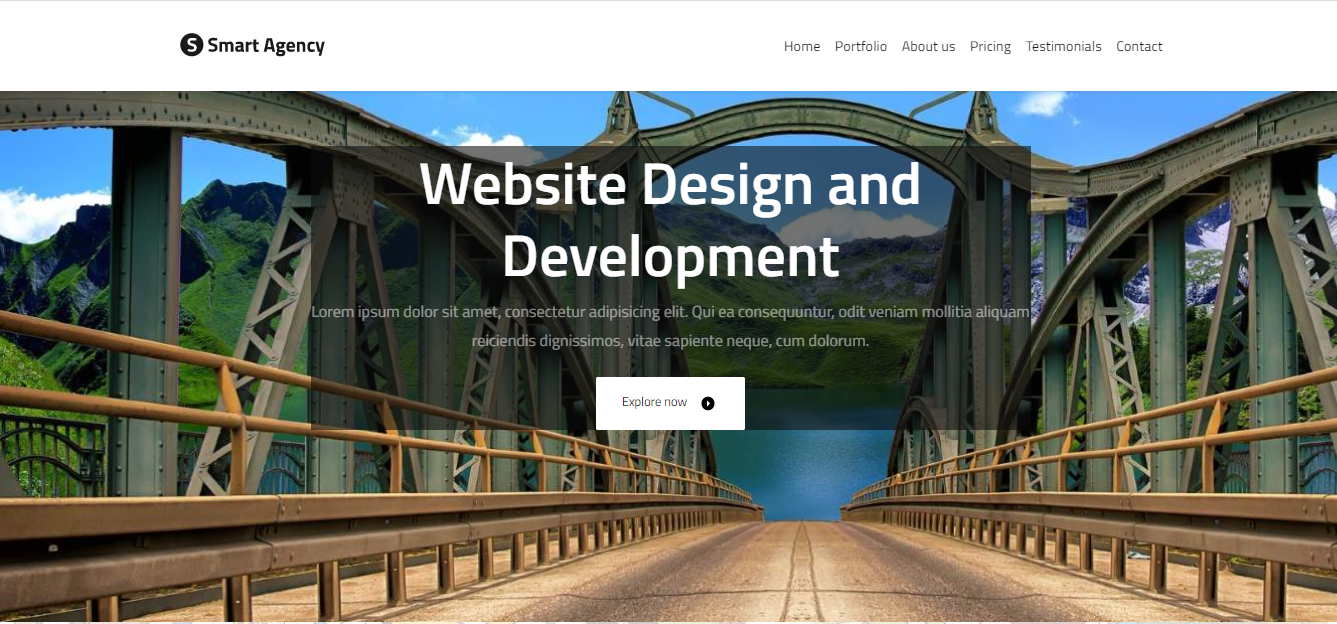 S Smart Agency
Home Portfolio About us Pricing Testimonials Contact
Website Design and
Development
Lorem ipsum dolor sit amet, consectetur adipisicing elit. Qui ea consequuntur, odit veniam mollitia aliquam
reiciendis dignissimos, vitae sapiente neque, cum dolorum.
Explore now